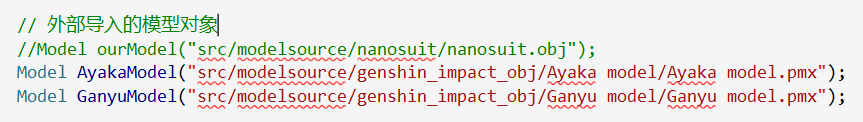 // 外部导入的模型对象
//Model ourModel("src/modelsource/nanosuit/nanosuit.obj");
Model AyakaModel("src/modelsource/genshin_impact_obj/Ayaka model/Ayaka model.pmx");
Model GanyuModel("src/modelsource/genshin_impact_obj/Ganyu model/Ganyu model.pmx");